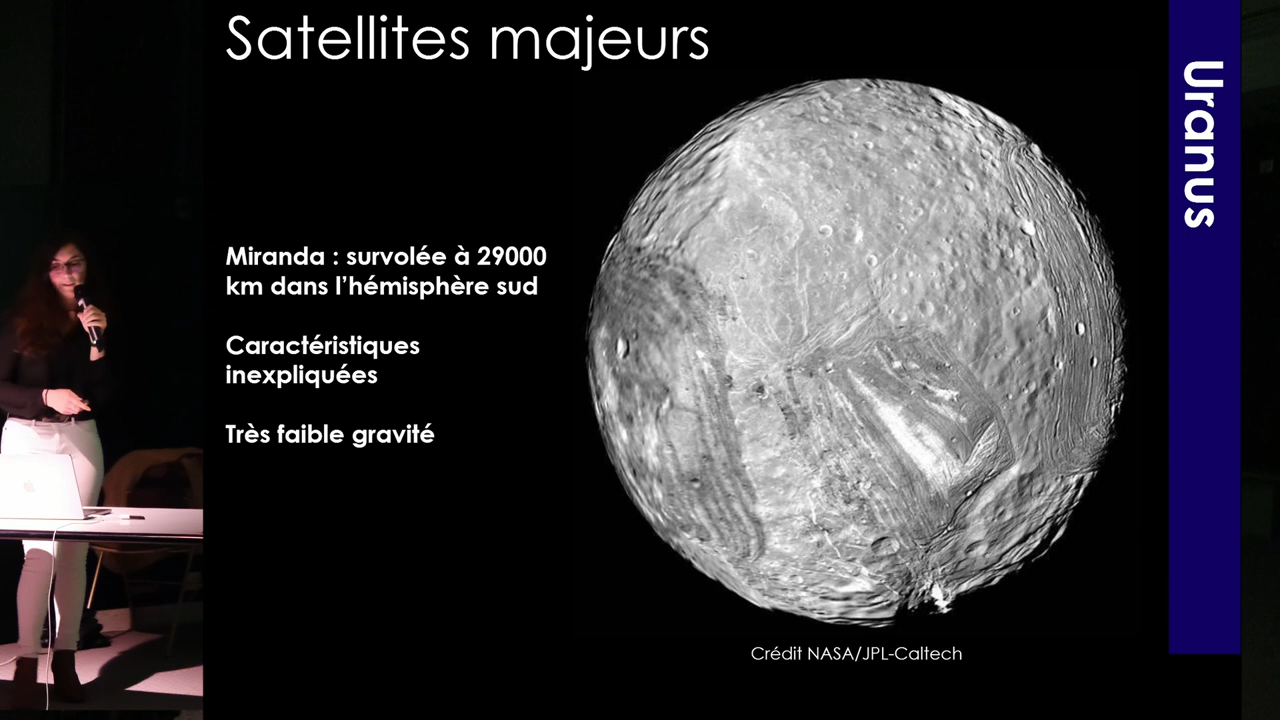 Satellites majeurs
Uranus
Miranda : survolée à 29000
km dans l'hémisphère sud
Caractéristiques
inexpliquées
Très faible gravité
Crédit NASA/JPL-Caltech